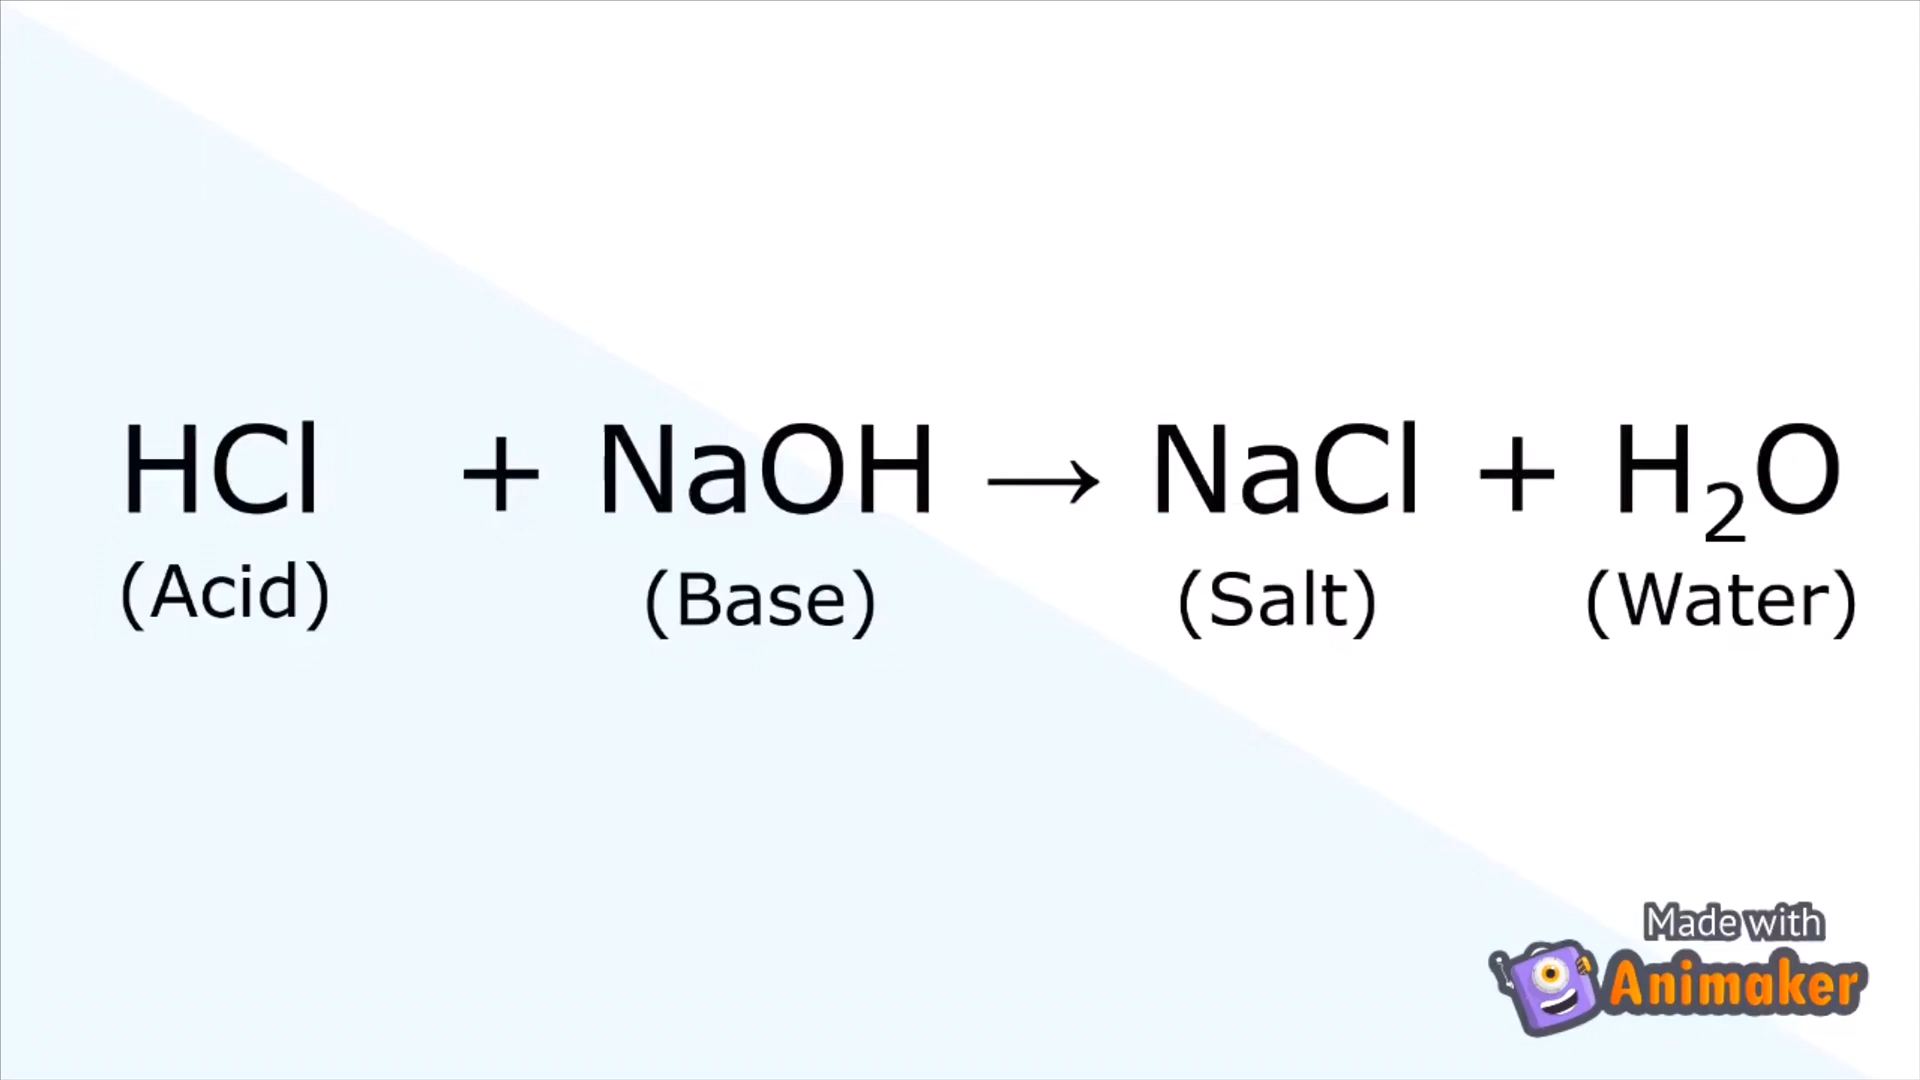 HCl + NaOH → NaCl + H₂O
(Acid) (Base) (Salt) (Water)
Made with
Animaker